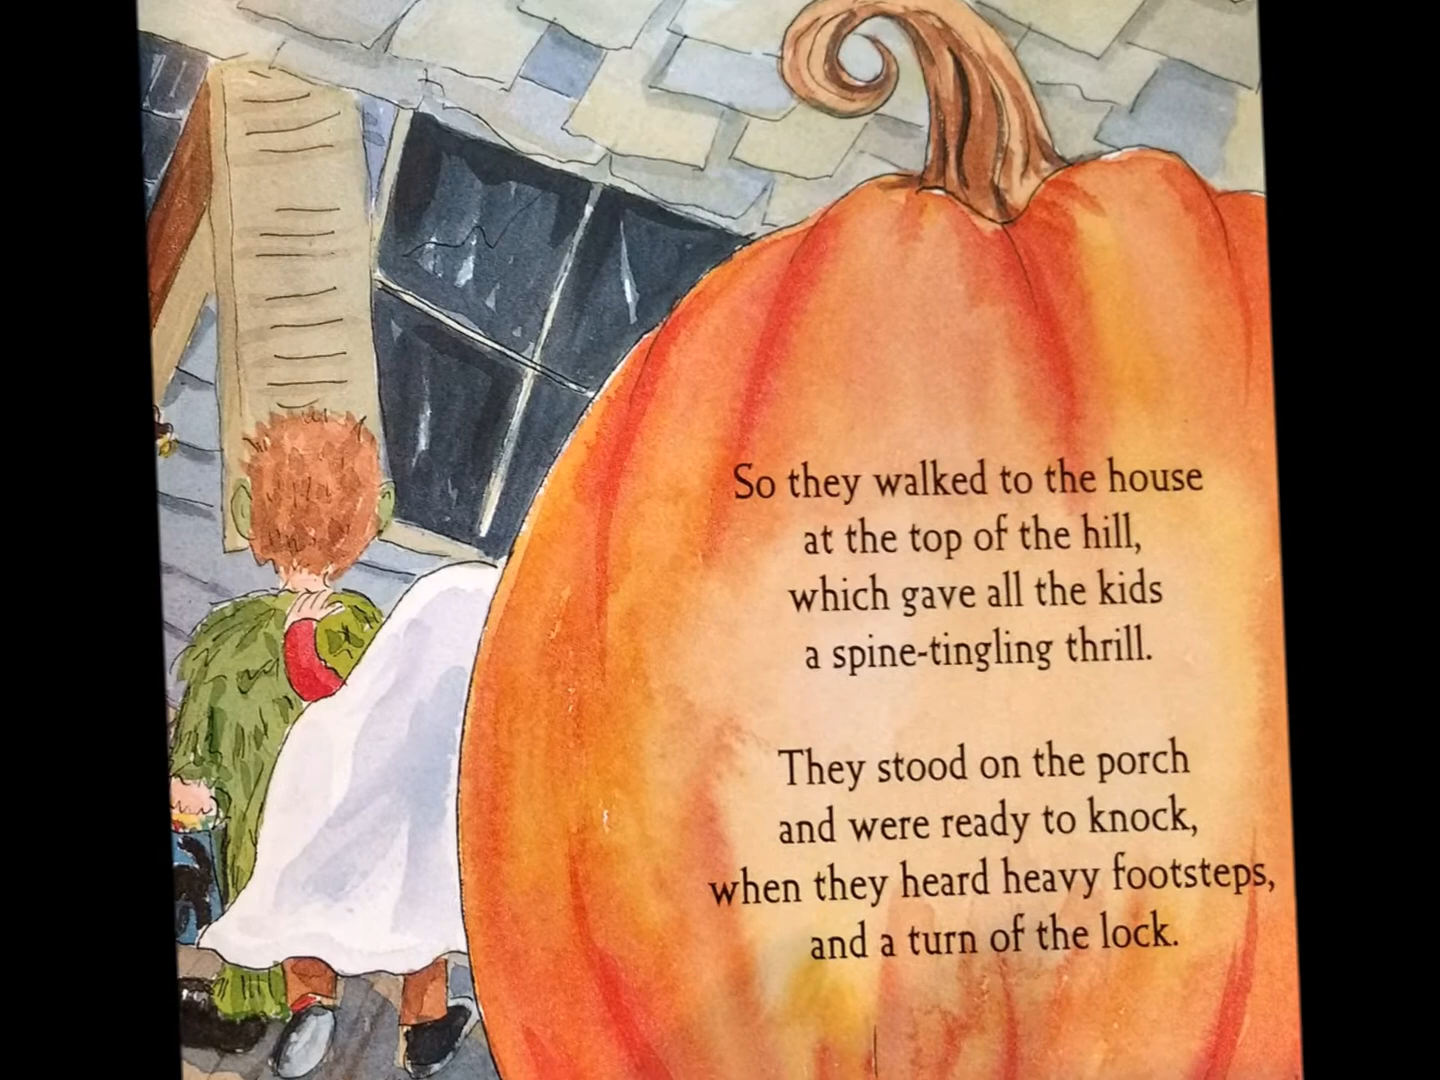 So they walked to the house
at the top of the hill,
which gave all the kids
a spine-tingling thrill.
They stood on the porch
and were ready to knock,
when they heard heavy footsteps,
and a turn of the lock.